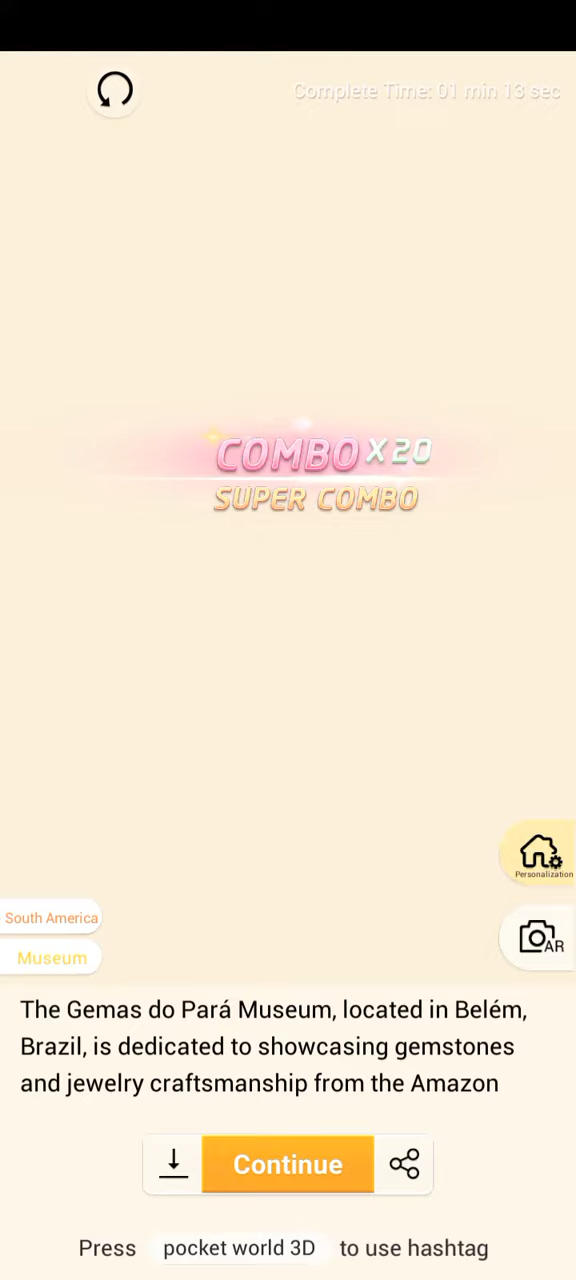 Complete Time: 01 min 13 sec
COMBO X 20
SUPER COMBO
Personalization
AR
South America
Museum
The Gemas do Pará Museum, located in Belém,
Brazil, is dedicated to showcasing gemstones
and jewelry craftsmanship from the Amazon
Continue
Press pocket world 3D to use hashtag